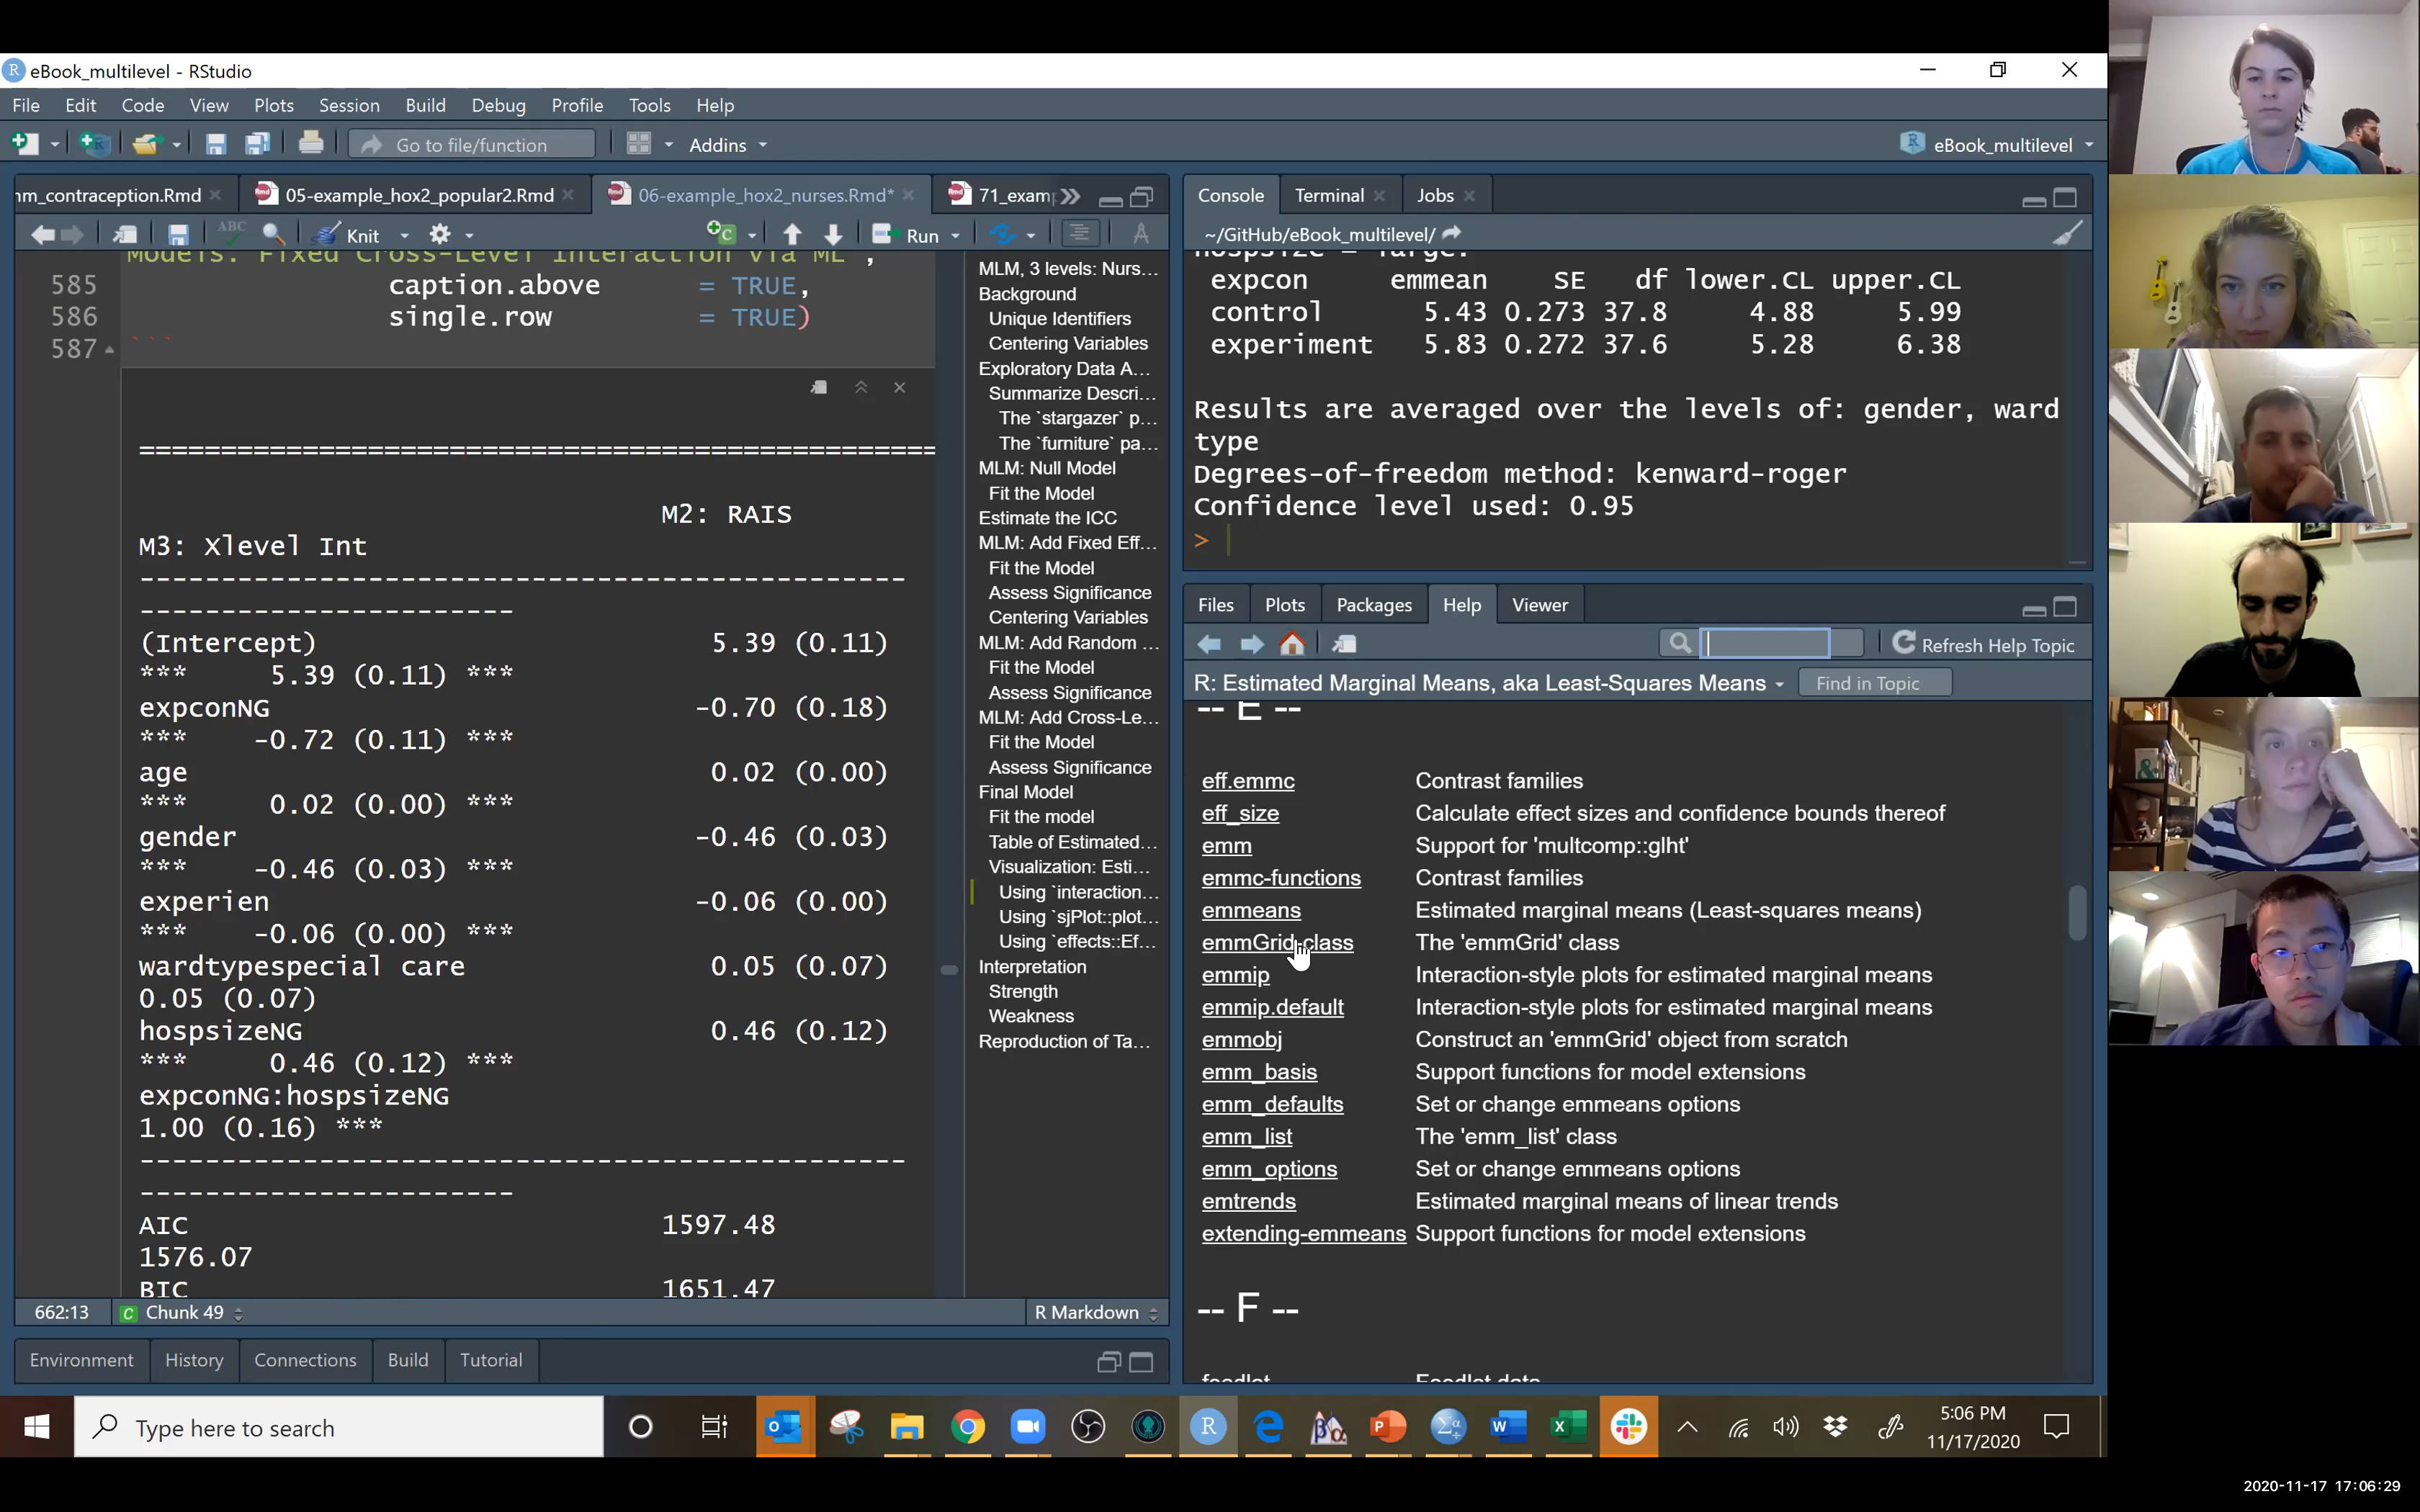 eBook_multilevel - RStudio
File Edit Code View Plots Session Build Debug Profile Tools Help
Go to file/function Addins eBook_multilevel
nm_contraception.Rmd 05-example_hox2_popular2.Rmd 06-example_hox2_nurses.Rmd* 71_examp
Knit Run
Models: Fixed Cross-Level Interaction via ML",
585 caption.above = TRUE,
586 single.row = TRUE)
587 ```
=================================================
M2: RAIS
M3: Xlevel Int
-----------------------------------------------
-----------------------
(Intercept) 5.39 (0.11)
*** 5.39 (0.11) ***
expconNG -0.70 (0.18)
*** -0.72 (0.11) ***
age 0.02 (0.00)
*** 0.02 (0.00) ***
gender -0.46 (0.03)
*** -0.46 (0.03) ***
experien -0.06 (0.00)
*** -0.06 (0.00) ***
wardtypespecial care 0.05 (0.07)
0.05 (0.07)
hospsizeNG 0.46 (0.12)
*** 0.46 (0.12) ***
expconNG:hospsizeNG
1.00 (0.16) ***
-----------------------------------------------
-----------------------
AIC 1597.48
1576.07
BIC 1651.47
662:13 Chunk 49 R Markdown
Environment History Connections Build Tutorial
MLM, 3 levels: Nurs...
Background
Unique Identifiers
Centering Variables
Exploratory Data A...
Summarize Descri...
The `stargazer` p...
The `furniture` pa...
MLM: Null Model
Fit the Model
Estimate the ICC
MLM: Add Fixed Eff...
Fit the Model
Assess Significance
Centering Variables
MLM: Add Random ...
Fit the Model
Assess Significance
MLM: Add Cross-Le...
Fit the Model
Assess Significance
Final Model
Fit the model
Table of Estimated...
Visualization: Esti...
Using `interaction...
Using `sjPlot::plot...
Using `effects::Ef...
Interpretation
Strength
Weakness
Reproduction of Ta...
Console Terminal Jobs
~/GitHub/eBook_multilevel/
hospsize = large:
expcon emmean SE df lower.CL upper.CL
control 5.43 0.273 37.8 4.88 5.99
experiment 5.83 0.272 37.6 5.28 6.38
Results are averaged over the levels of: gender, ward
type
Degrees-of-freedom method: kenward-roger
Confidence level used: 0.95
>
Files Plots Packages Help Viewer
Refresh Help Topic
R: Estimated Marginal Means, aka Least-Squares Means Find in Topic
-- E --
eff.emmc Contrast families
eff_size Calculate effect sizes and confidence bounds thereof
emm Support for 'multcomp::glht'
emmc-functions Contrast families
emmeans Estimated marginal means (Least-squares means)
emmGrid-class The 'emmGrid' class
emmip Interaction-style plots for estimated marginal means
emmip.default Interaction-style plots for estimated marginal means
emmobj Construct an 'emmGrid' object from scratch
emm_basis Support functions for model extensions
emm_defaults Set or change emmeans options
emm_list The 'emm_list' class
emm_options Set or change emmeans options
emtrends Estimated marginal means of linear trends
extending-emmeans Support functions for model extensions
-- F --
feedlot Feedlot data
Type here to search
5:06 PM
11/17/2020
2020-11-17 17:06:29